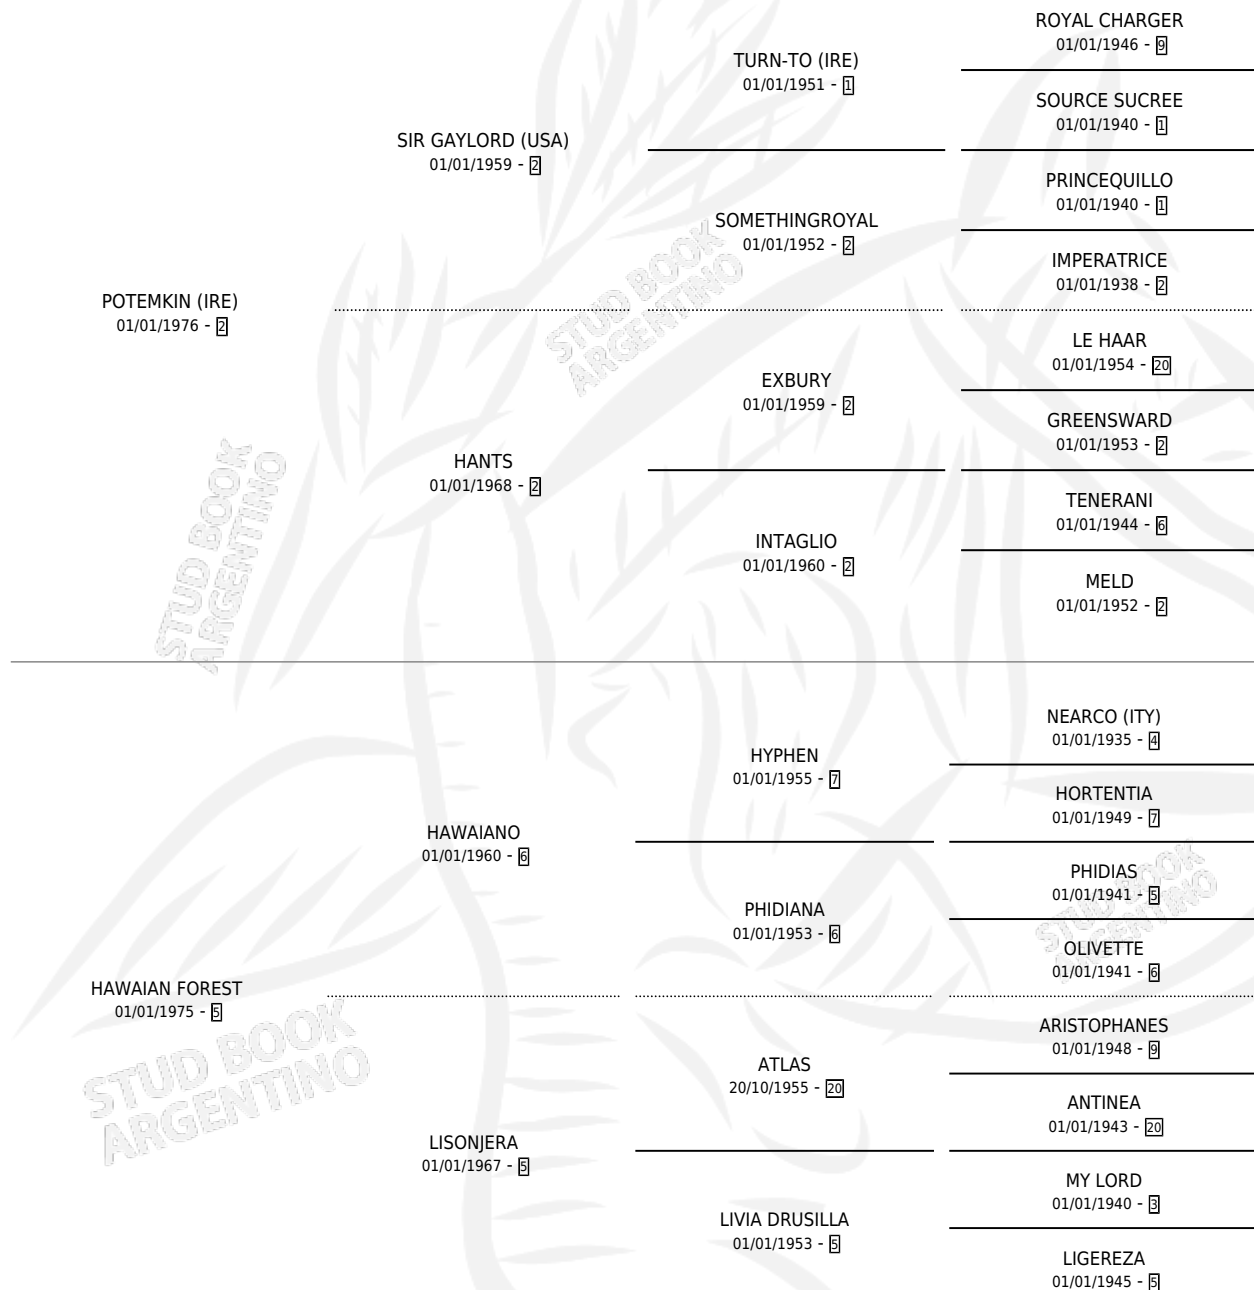 ROYAL CHARGER
01/01/1946 - 9
TURN-TO (IRE)
01/01/1951 - 1
SOURCE SUCREE
01/01/1940 - 1
SIR GAYLORD (USA)
01/01/1959 - 2
PRINCEQUILLO
01/01/1940 - 1
SOMETHINGROYAL
01/01/1952 - 2
IMPERATRICE
01/01/1938 - 2
POTEMKIN (IRE)
01/01/1976 - 2
LE HAAR
01/01/1954 - 20
EXBURY
01/01/1959 - 2
GREENSWARD
01/01/1953 - 2
HANTS
01/01/1968 - 2
TENERANI
01/01/1944 - 6
INTAGLIO
01/01/1960 - 2
MELD
01/01/1952 - 2
STUD BOOK
ARGENTINO
STUD BOOK
ARGENTINO
NEARCO (ITY)
01/01/1935 - 4
HYPHEN
01/01/1955 - 7
HORTENTIA
01/01/1949 - 7
HAWAIANO
01/01/1960 - 6
PHIDIAS
01/01/1941 - 5
PHIDIANA
01/01/1953 - 6
OLIVETTE
01/01/1941 - 6
HAWAIAN FOREST
01/01/1975 - 5
ARISTOPHANES
01/01/1948 - 9
ATLAS
20/10/1955 - 20
ANTINEA
01/01/1943 - 20
LISONJERA
01/01/1967 - 5
MY LORD
01/01/1940 - 3
LIVIA DRUSILLA
01/01/1953 - 5
LIGEREZA
01/01/1945 - 5
STUD BOOK
ARGENTINO
STUD BOOK
ARGENTINO